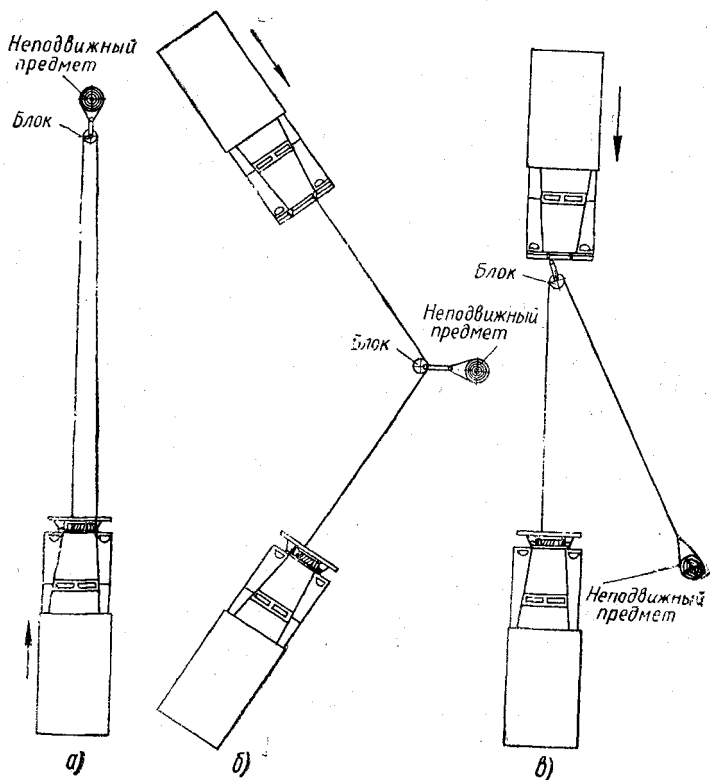 Неподвижный
предмет
Блок
Блок
Неподвижный
предмет
Блок
Неподвижный
предмет
а)
б)
в)